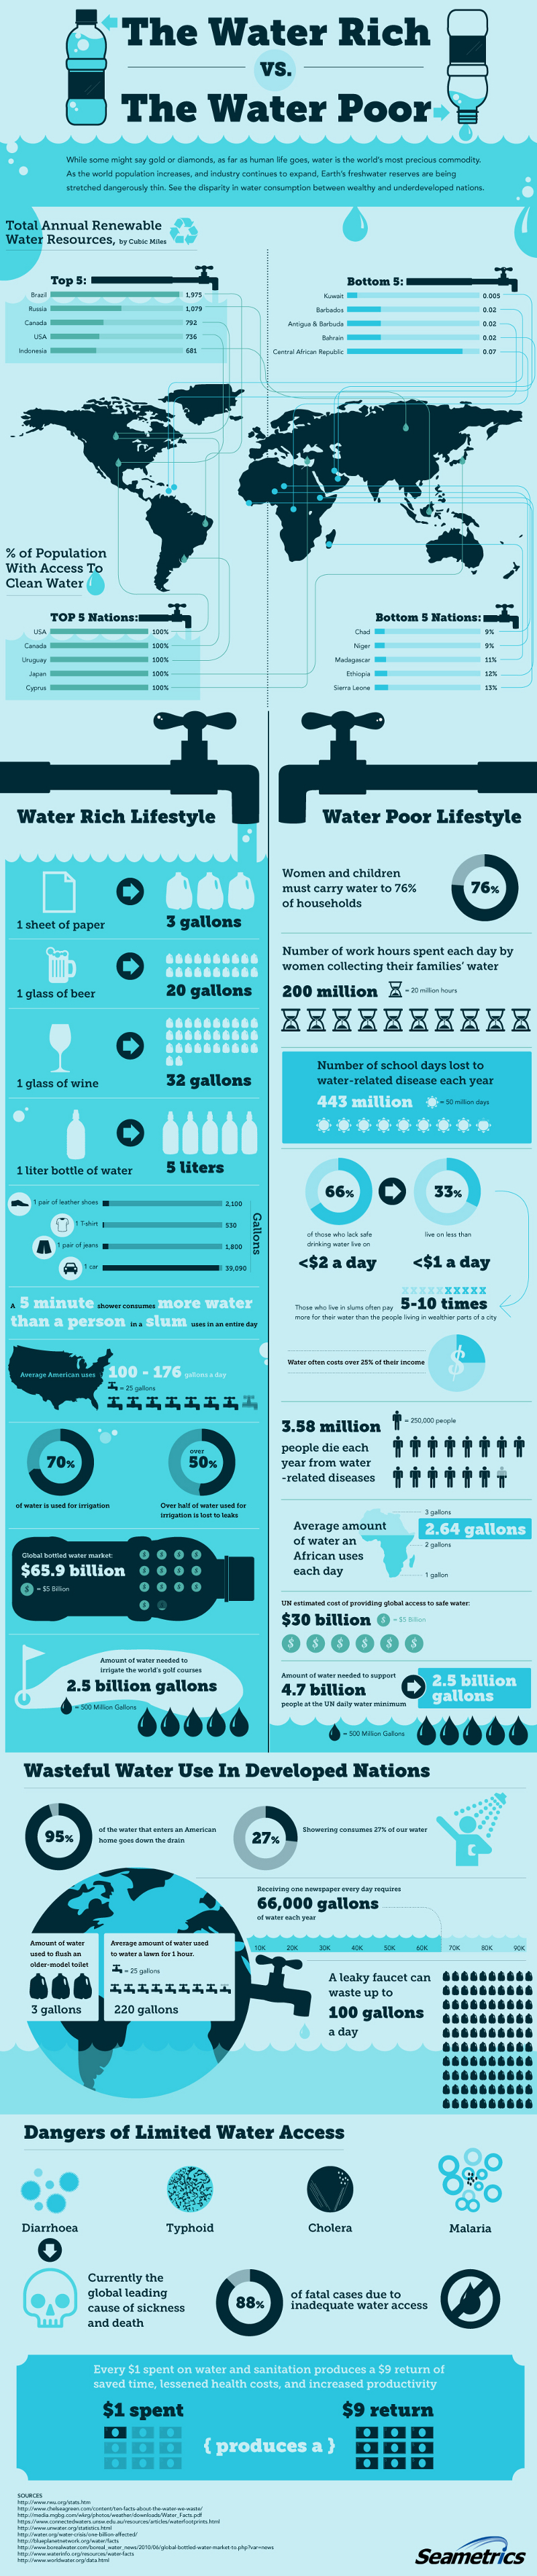 The Water Rich
VS.
The Water Poor
While some might say gold or diamonds, as far as human life goes, water is the world's most precious commodity.
As the world population increases, and industry continues to expand, Earth's freshwater reserves are being
stretched dangerously thin. See the disparity in water consumption between wealthy and underdeveloped nations.
Total Annual Renewable
Water Resources, by Cubic Miles
Top 5:
Brazil 1,975
Russia 1,079
Canada 792
USA 736
Indonesia 681
Bottom 5:
Kuwait 0.005
Barbados 0.02
Antigua & Barbuda 0.02
Bahrain 0.02
Central African Republic 0.07
% of Population
With Access To
Clean Water
TOP 5 Nations:
USA 100%
Canada 100%
Uruguay 100%
Japan 100%
Cyprus 100%
Bottom 5 Nations:
Chad 9%
Niger 9%
Madagascar 11%
Ethiopia 12%
Sierra Leone 13%
Water Rich Lifestyle
1 sheet of paper
3 gallons
1 glass of beer
20 gallons
1 glass of wine
32 gallons
1 liter bottle of water
5 liters
1 pair of leather shoes 2,100
1 T-shirt 530
1 pair of jeans 1,800
1 car 39,090
Gallons
A 5 minute shower consumes more water
than a person in a slum uses in an entire day
Average American uses
100 - 176 gallons a day
= 25 gallons
70%
of water is used for irrigation
over
50%
Over half of water used for
irrigation is lost to leaks
Global bottled water market:
$65.9 billion
$ = $5 Billion
Amount of water needed to
irrigate the world's golf courses
2.5 billion gallons
= 500 Million Gallons
Water Poor Lifestyle
Women and children
must carry water to 76%
of households
76%
Number of work hours spent each day by
women collecting their families' water
200 million
= 20 million hours
Number of school days lost to
water-related disease each year
443 million
= 50 million days
66%
of those who lack safe
drinking water live on
<$2 a day
33%
live on less than
<$1 a day
XXXXXXXXXX
Those who live in slums often pay 5-10 times
more for their water than the people living in wealthier parts of a city
Water often costs over 25% of their income
$
3.58 million
people die each
year from water
-related diseases
= 250,000 people
Average amount
of water an
African uses
each day
3 gallons
2.64 gallons
2 gallons
1 gallon
UN estimated cost of providing global access to safe water:
$30 billion
$ = $5 Billion
$ $ $ $ $ $
Amount of water needed to support
4.7 billion
people at the UN daily water minimum
2.5 billion
gallons
= 500 Million Gallons
Wasteful Water Use In Developed Nations
95%
of the water that enters an American
home goes down the drain
27%
Showering consumes 27% of our water
Receiving one newspaper every day requires
66,000 gallons
of water each year
10K 20K 30K 40K 50K 60K 70K 80K 90K
Amount of water
used to flush an
older-model toilet
3 gallons
Average amount of water used
to water a lawn for 1 hour.
= 25 gallons
220 gallons
A leaky faucet can
waste up to
100 gallons
a day
Dangers of Limited Water Access
Diarrhoea
Typhoid
Cholera
Malaria
Currently the
global leading
cause of sickness
and death
88%
of fatal cases due to
inadequate water access
Every $1 spent on water and sanitation produces a $9 return of
saved time, lessened health costs, and increased productivity
$1 spent
{ produces a }
$9 return
SOURCES
http://www.rwu.org/stats.htm
http://www.chelseagreen.com/content/ten-facts-about-the-water-we-waste/
http://media.mgbg.com/wkrg/photos/weather/downloads/Water_Facts.pdf
https://www.connectedwaters.unsw.edu.au/resources/articles/waterfootprints.html
http://www.unwater.org/statistics.html
http://water.org/water-crisis/one-billion-affected/
http://blueplanetnetwork.org/water/facts
http://www.borealwater.com/boreal_water_news/2010/06/global-bottled-water-market-to.php?var=news
http://www.waterinfo.org/resources/water-facts
http://www.worldwater.org/data.html
Seametrics